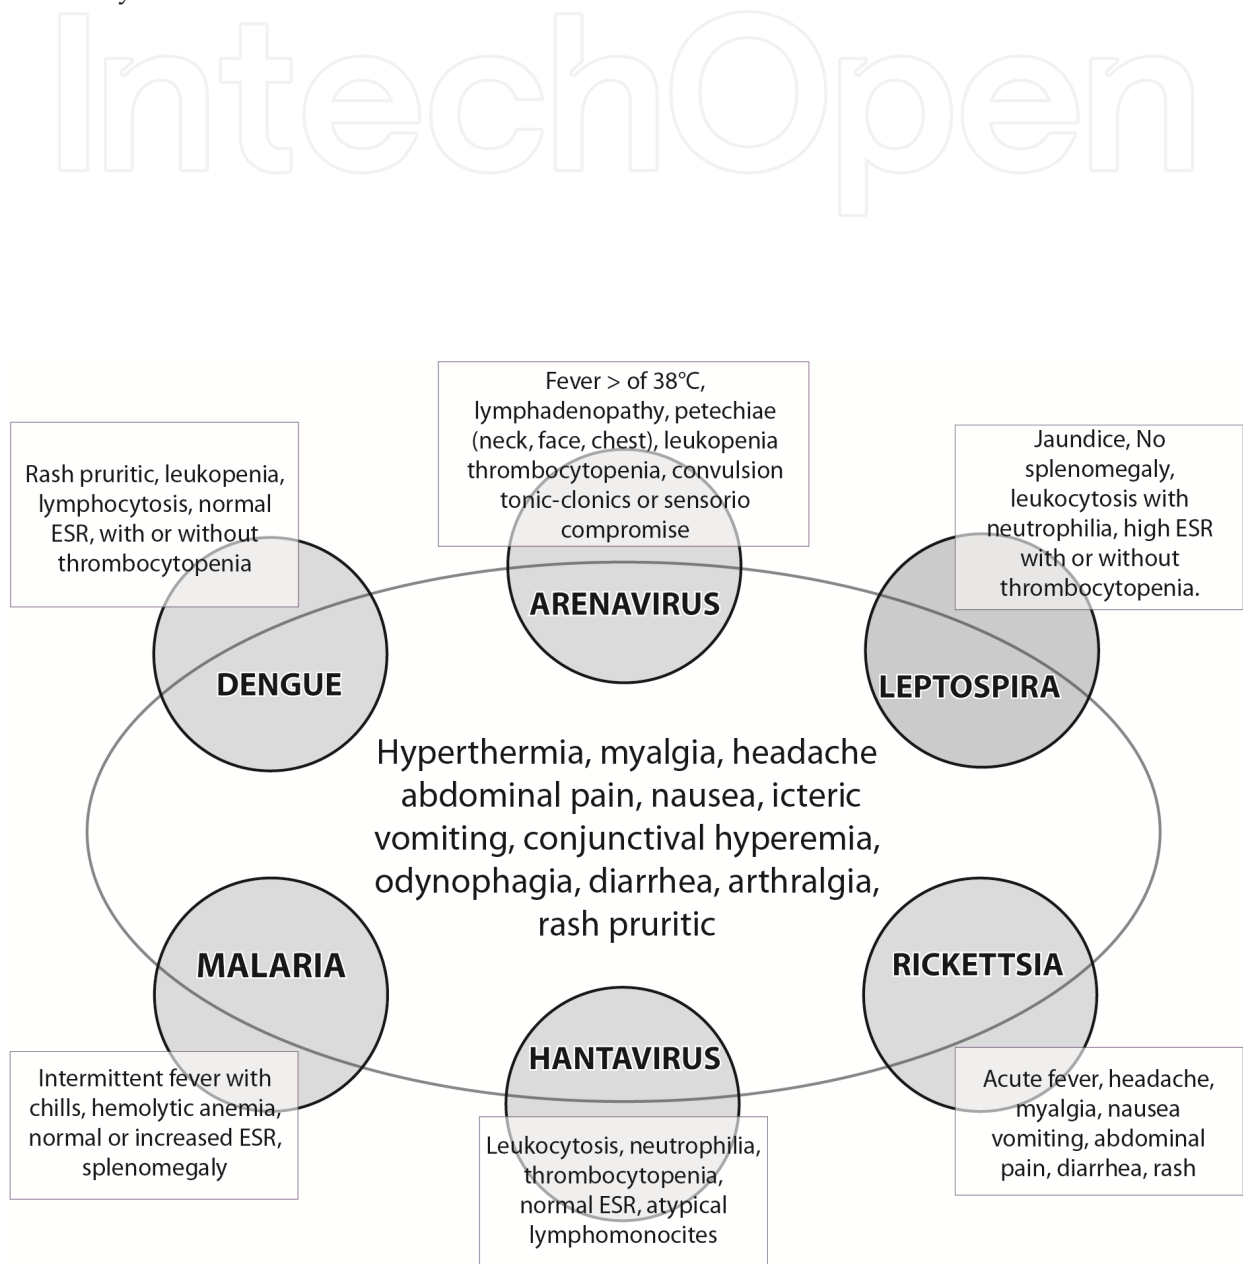 IntechOpen
Fever > of 38°C,
lymphadenopathy, petechiae
(neck, face, chest), leukopenia
thrombocytopenia, convulsion
tonic-clonics or sensorio
compromise
ARENAVIRUS
Rash pruritic, leukopenia,
lymphocytosis, normal
ESR, with or without
thrombocytopenia
DENGUE
Jaundice, No
splenomegaly,
leukocytosis with
neutrophilia, high ESR
with or without
thrombocytopenia.
LEPTOSPIRA
Hyperthermia, myalgia, headache
abdominal pain, nausea, icteric
vomiting, conjunctival hyperemia,
odynophagia, diarrhea, arthralgia,
rash pruritic
MALARIA
Intermittent fever with
chills, hemolytic anemia,
normal or increased ESR,
splenomegaly
HANTAVIRUS
Leukocytosis, neutrophilia,
thrombocytopenia,
normal ESR, atypical
lymphomonocites
RICKETTSIA
Acute fever, headache,
myalgia, nausea
vomiting, abdominal
pain, diarrhea, rash